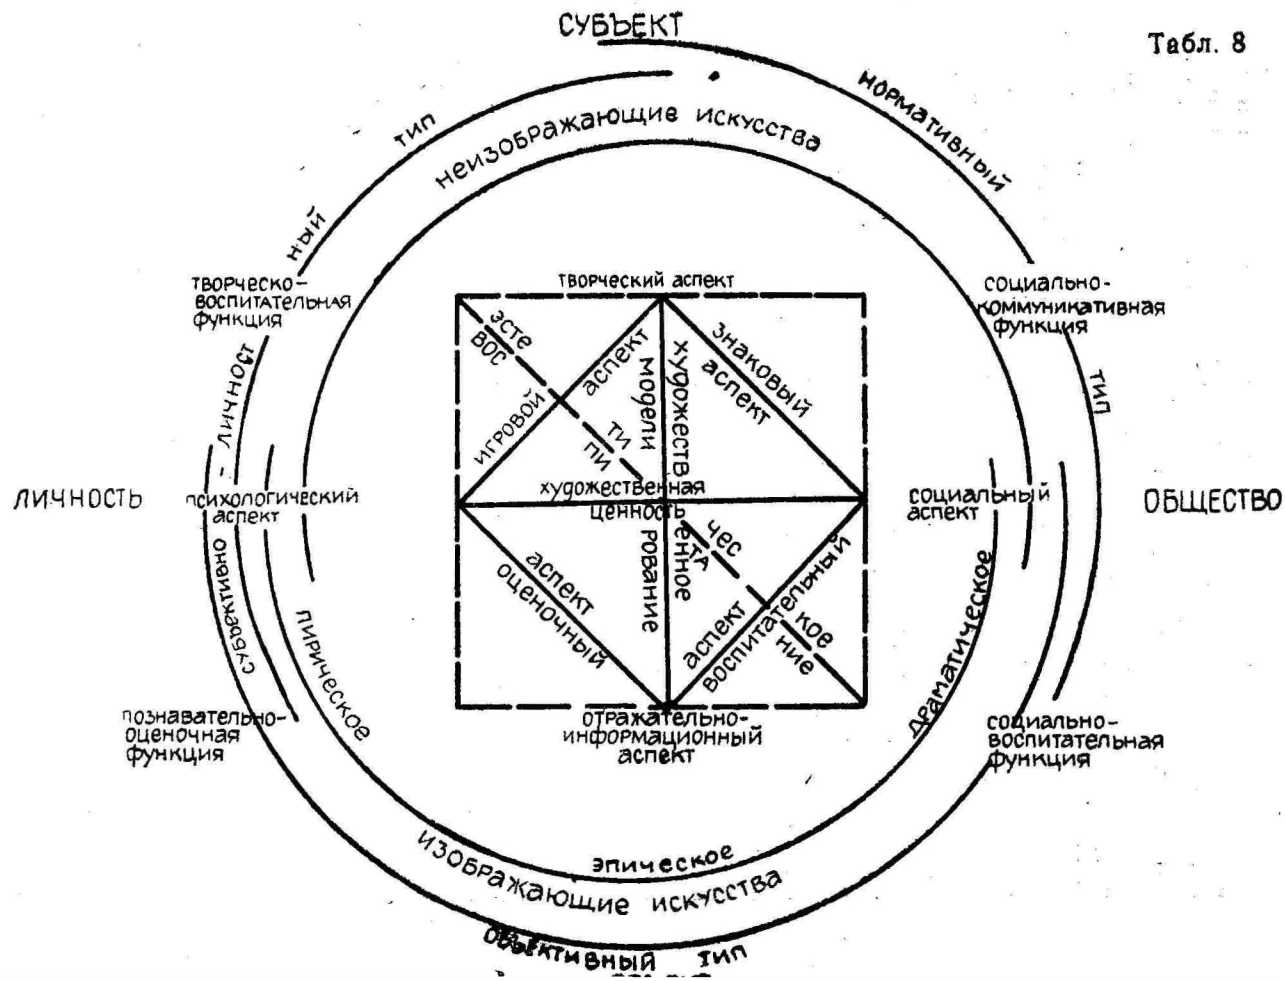 СУБЪЕКТ
Табл. 8
НОРМАТИВНЫЙ
ТИП
СУБЪЕКТИВНО - ЛИЧНОСТ
НЫЙ
ТИП
НЕИЗОБРАЖАЮЩИЕ ИСКУССТВА
ТВОРЧЕСКО-
ВОСПИТАТЕЛЬНАЯ
ФУНКЦИЯ
СОЦИАЛЬНО-
КОММУНИКАТИВНАЯ
ФУНКЦИЯ
ТВОРЧЕСКИЙ АСПЕКТ
ЭСТЕ
ВОС
ТИ
ПИ
ЧЕС
ТА
КОЕ
НИЕ
ИГРОВОЙ АСПЕКТ
ЗНАКОВЫЙ
АСПЕКТ
ХУДОЖЕСТВ
ЕННОЕ
МОДЕЛИ
РОВАНИЕ
ХУДОЖЕСТВЕННАЯ
ЦЕННОСТЬ
ЛИЧНОСТЬ
ПСИХОЛОГИЧЕСКИЙ
АСПЕКТ
СОЦИАЛЬНЫЙ
АСПЕКТ
ОБЩЕСТВО
АСПЕКТ
ОЦЕНОЧНЫЙ
АСПЕКТ
ВОСПИТАТЕЛЬНЫЙ
ЛИРИЧЕСКОЕ
ДРАМАТИЧЕСКОЕ
ПОЗНАВАТЕЛЬНО-
ОЦЕНОЧНАЯ
ФУНКЦИЯ
ОТРАЖАТЕЛЬНО-
ИНФОРМАЦИОННЫЙ
АСПЕКТ
СОЦИАЛЬНО-
ВОСПИТАТЕЛЬНАЯ
ФУНКЦИЯ
ЭПИЧЕСКОЕ
ИЗОБРАЖАЮЩИЕ ИСКУССТВА
ОБЪЕКТИВНЫЙ ТИП